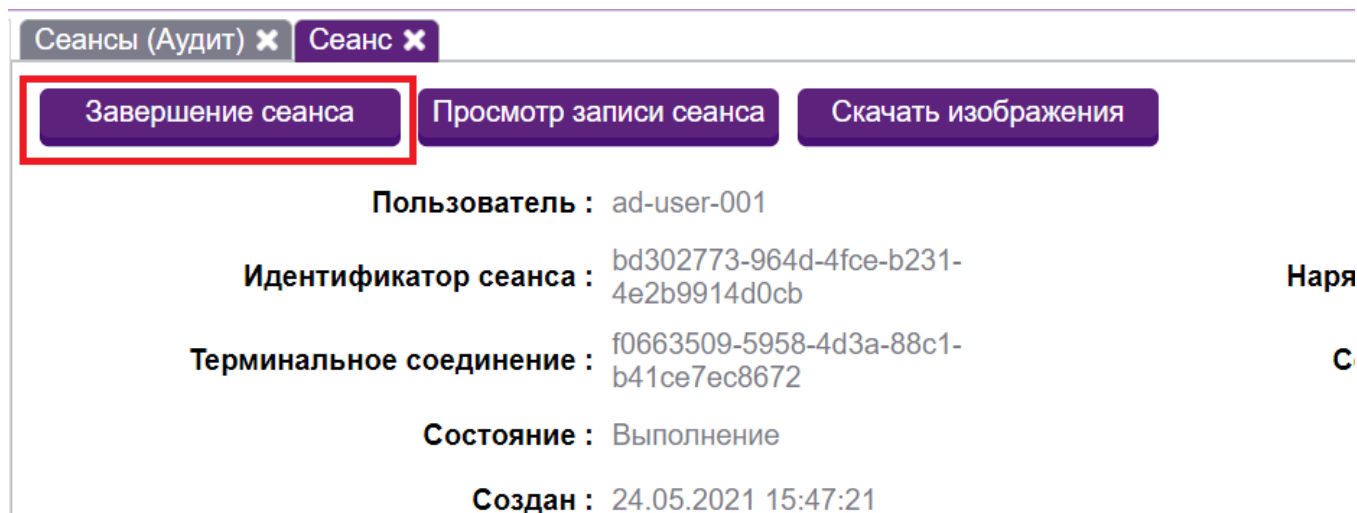 Сеансы (Аудит) Сеанс
Завершение сеанса Просмотр записи сеанса Скачать изображения
Пользователь : ad-user-001
Идентификатор сеанса : bd302773-964d-4fce-b231-
4e2b9914d0cb
Наря
Терминальное соединение : f0663509-5958-4d3a-88c1-
b41ce7ec8672
Состояние : Выполнение
Создан : 24.05.2021 15:47:21